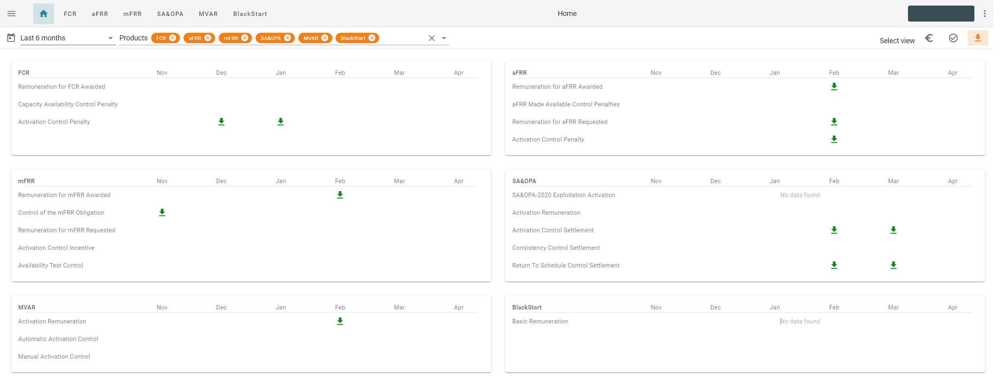 FCR aFRR mFRR SA&OPA MVAR BlackStart Home
Last 6 months Products FCR aFRR mFRR SA&OPA MVAR BlackStart Select view
FCR Nov Dec Jan Feb Mar Apr
Remuneration for FCR Awarded
Capacity Availability Control Penalty
Activation Control Penalty
aFRR Nov Dec Jan Feb Mar Apr
Remuneration for aFRR Awarded
aFRR Made Available Control Penalties
Remuneration for aFRR Requested
Activation Control Penalty
mFRR Nov Dec Jan Feb Mar Apr
Remuneration for mFRR Awarded
Control of the mFRR Obligation
Remuneration for mFRR Requested
Activation Control Incentive
Availability Test Control
SA&OPA Nov Dec Jan Feb Mar Apr
SA&OPA-2020 Exploitation Activation No data found
Activation Remuneration
Activation Control Settlement
Consistency Control Settlement
Return To Schedule Control Settlement
MVAR Nov Dec Jan Feb Mar Apr
Activation Remuneration
Automatic Activation Control
Manual Activation Control
BlackStart Nov Dec Jan Feb Mar Apr
Basic Remuneration No data found